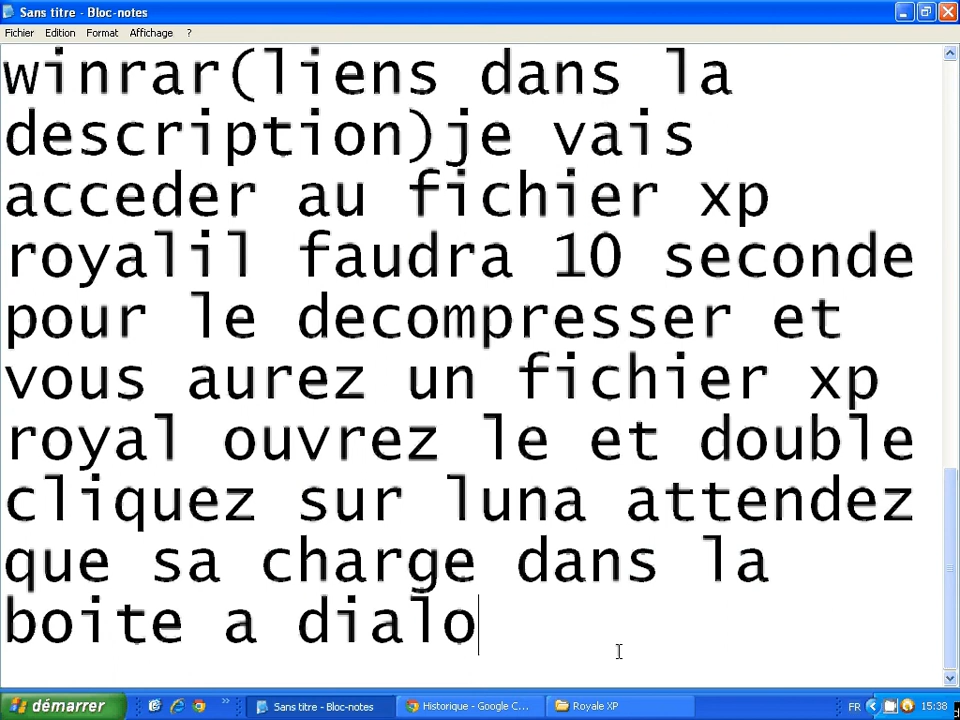 Sans titre - Bloc-notes
Fichier Edition Format Affichage ?
winrar(liens dans la
description)je vais
acceder au fichier xp
royalil faudra 10 seconde
pour le decompresser et
vous aurez un fichier xp
royal ouvrez le et double
cliquez sur luna attendez
que sa charge dans la
boite a dialo
démarrer Sans titre - Bloc-notes Historique - Google C... Royale XP FR 15:38